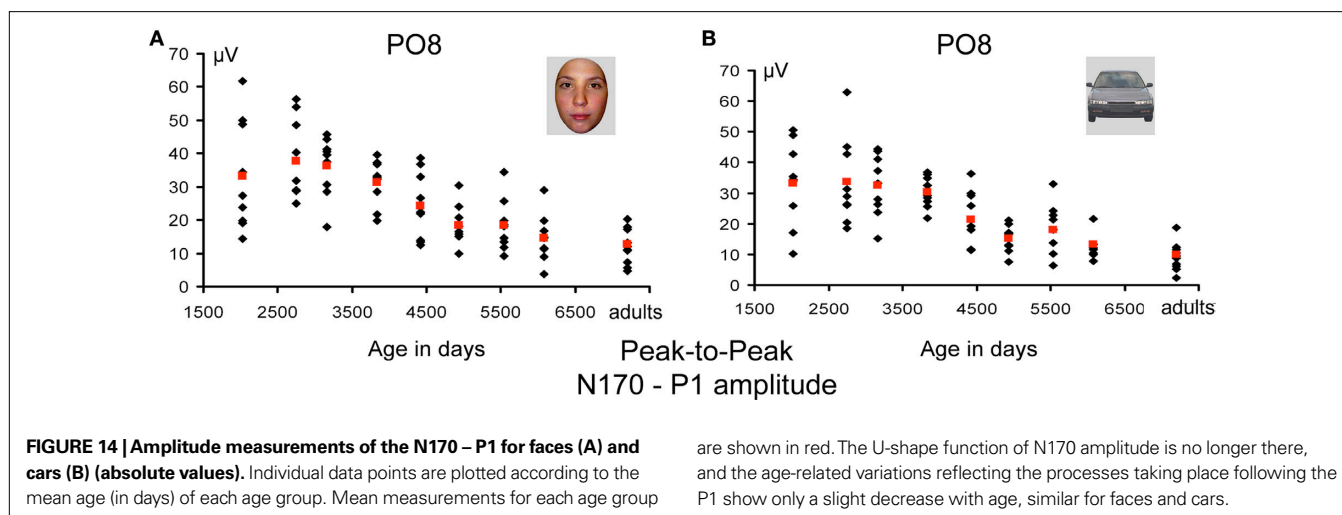 A
PO8
µV
70
60
50
40
30
20
10
0
1500 2500 3500 4500 5500 6500 adults
Age in days
B
PO8
µV
70
60
50
40
30
20
10
0
1500 2500 3500 4500 5500 6500 adults
Age in days
Peak-to-Peak
N170 - P1 amplitude
FIGURE 14 | Amplitude measurements of the N170 – P1 for faces (A) and
cars (B) (absolute values). Individual data points are plotted according to the
mean age (in days) of each age group. Mean measurements for each age group
are shown in red. The U-shape function of N170 amplitude is no longer there,
and the age-related variations reflecting the processes taking place following the
P1 show only a slight decrease with age, similar for faces and cars.